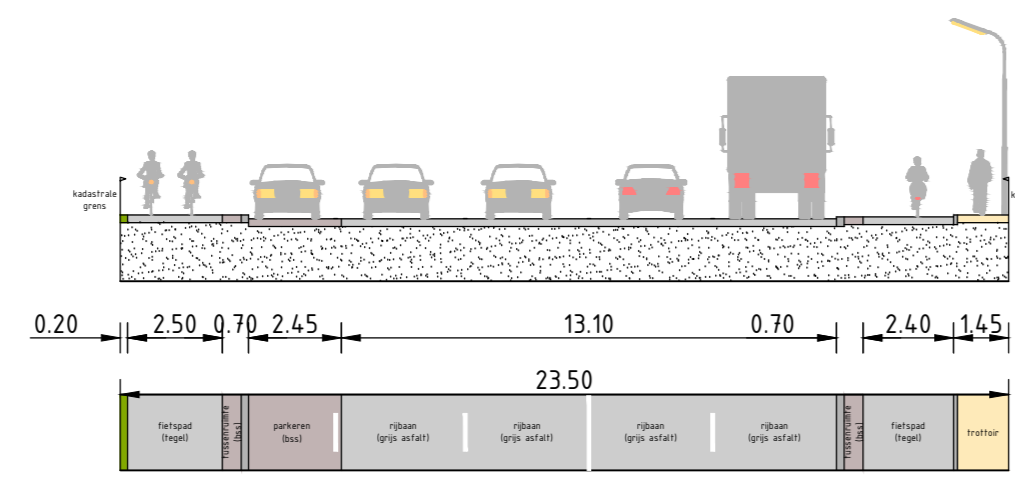 kadastrale
grens
k
0.20
2.50
0.70
2.45
13.10
0.70
2.40
1.45
23.50
fietspad
(tegel)
tussenruimte
(bss)
parkeren
(bss)
rijbaan
(grijs asfalt)
rijbaan
(grijs asfalt)
rijbaan
(grijs asfalt)
rijbaan
(grijs asfalt)
tussenruimte
(bss)
fietspad
(tegel)
trottoir